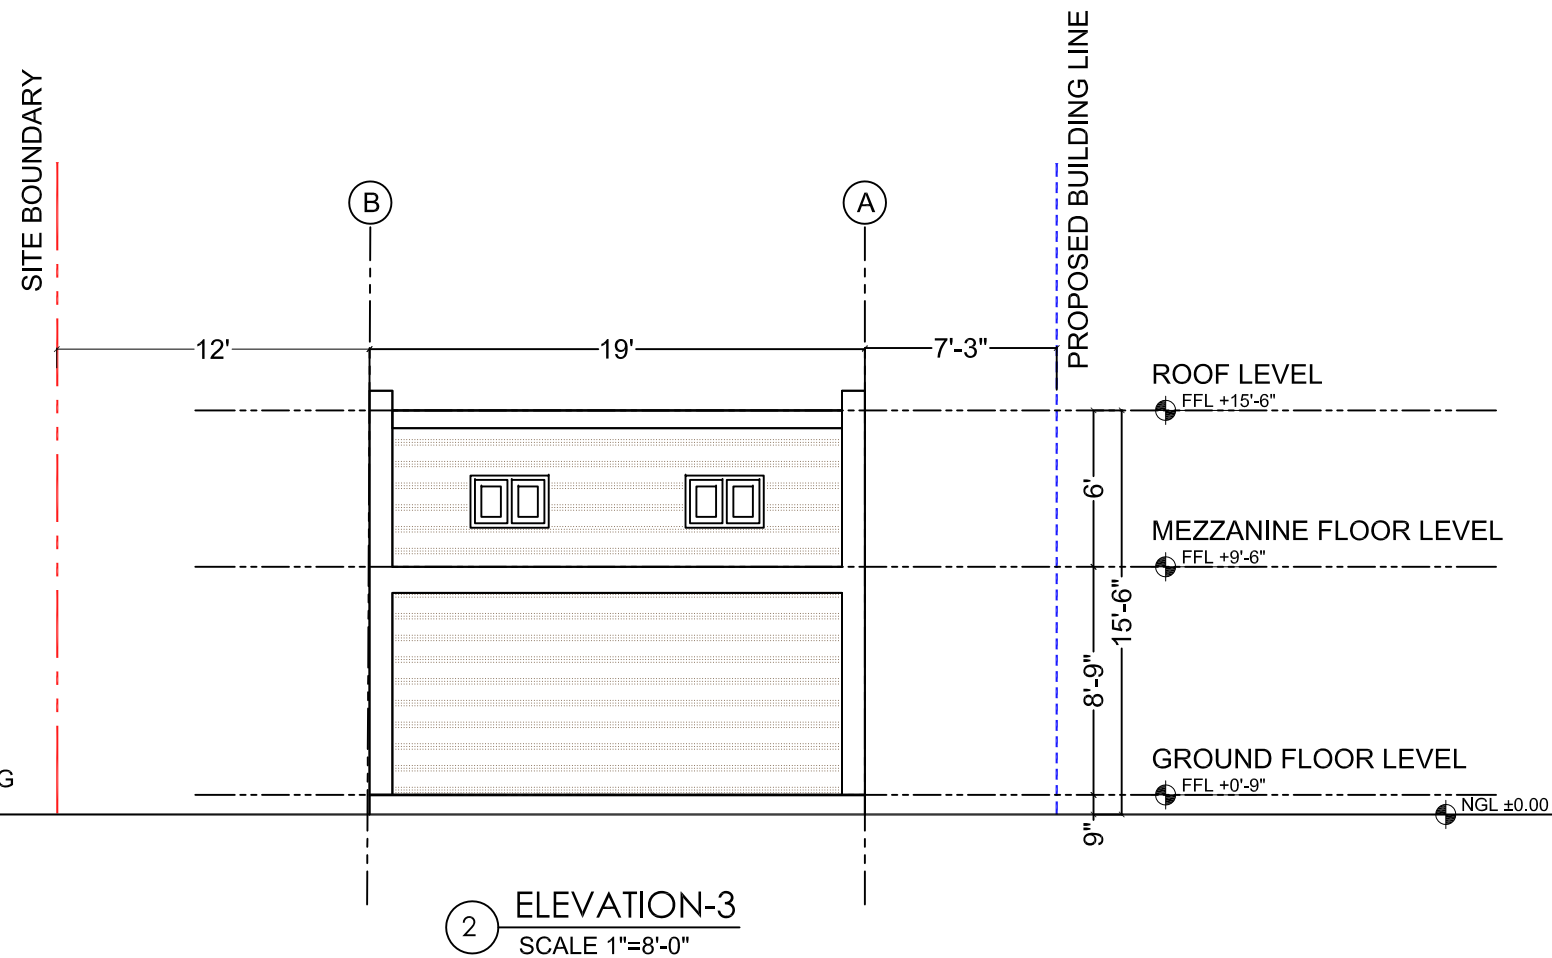 SITE BOUNDARY
PROPOSED BUILDING LINE
B
A
12'
19'
7'-3"
ROOF LEVEL
FFL +15'-6"
6'
MEZZANINE FLOOR LEVEL
FFL +9'-6"
15'-6"
8'-9"
GROUND FLOOR LEVEL
FFL +0'-9"
G
NGL ±0.00
9"
2
ELEVATION-3
SCALE 1"=8'-0"